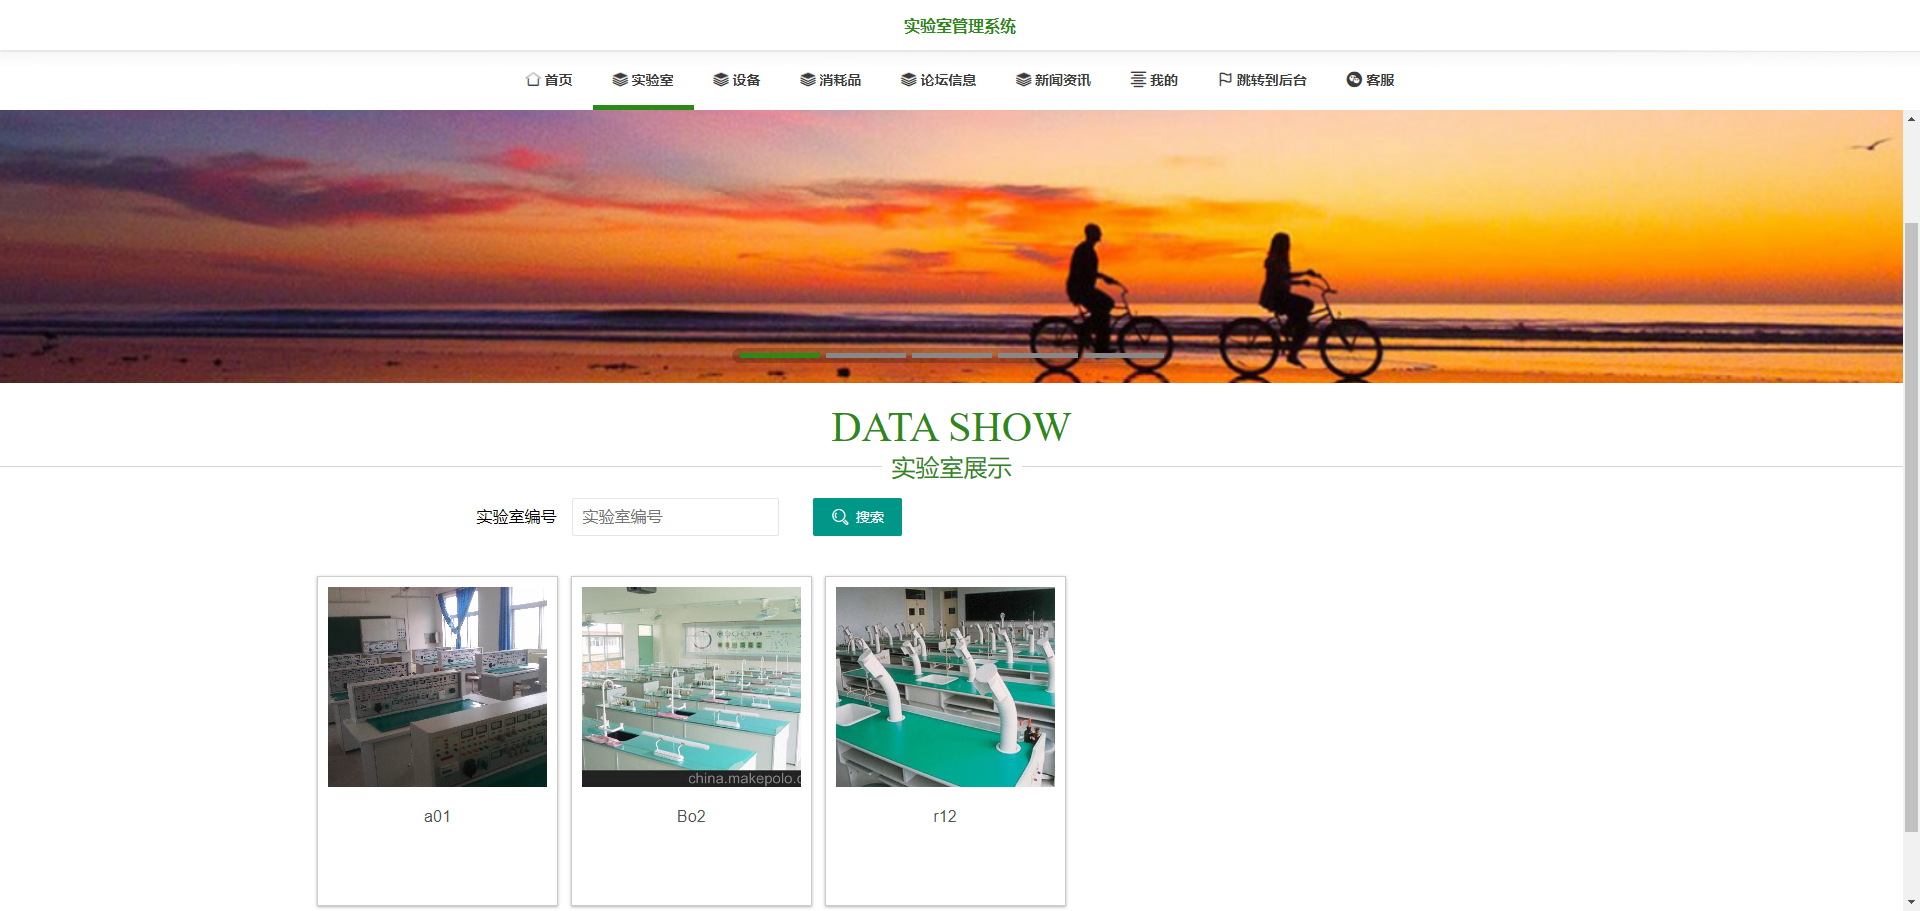 实验室管理系统
首页 实验室 设备 消耗品 论坛信息 新闻资讯 我的 跳转到后台 客服
DATA SHOW
实验室展示
实验室编号 实验室编号 搜索
china.makepolo.c
a01 Bo2 r12